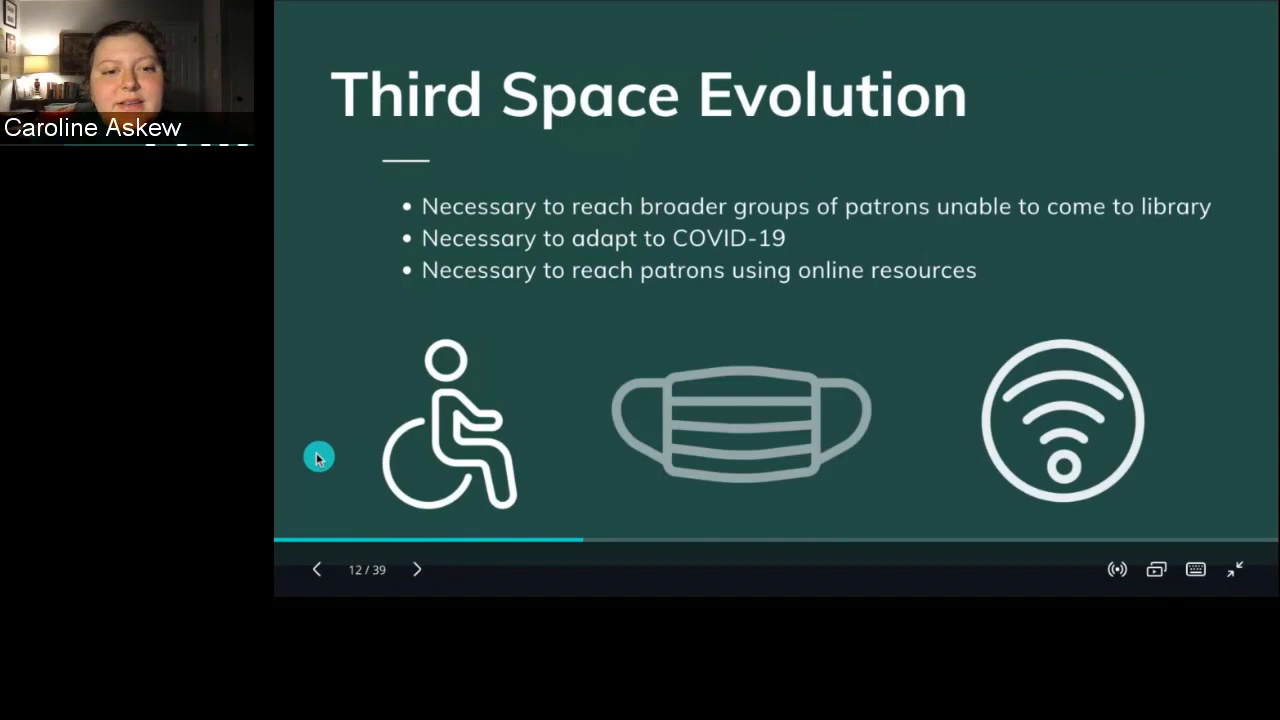 Caroline Askew
Third Space Evolution
• Necessary to reach broader groups of patrons unable to come to library
• Necessary to adapt to COVID-19
• Necessary to reach patrons using online resources
12 / 39